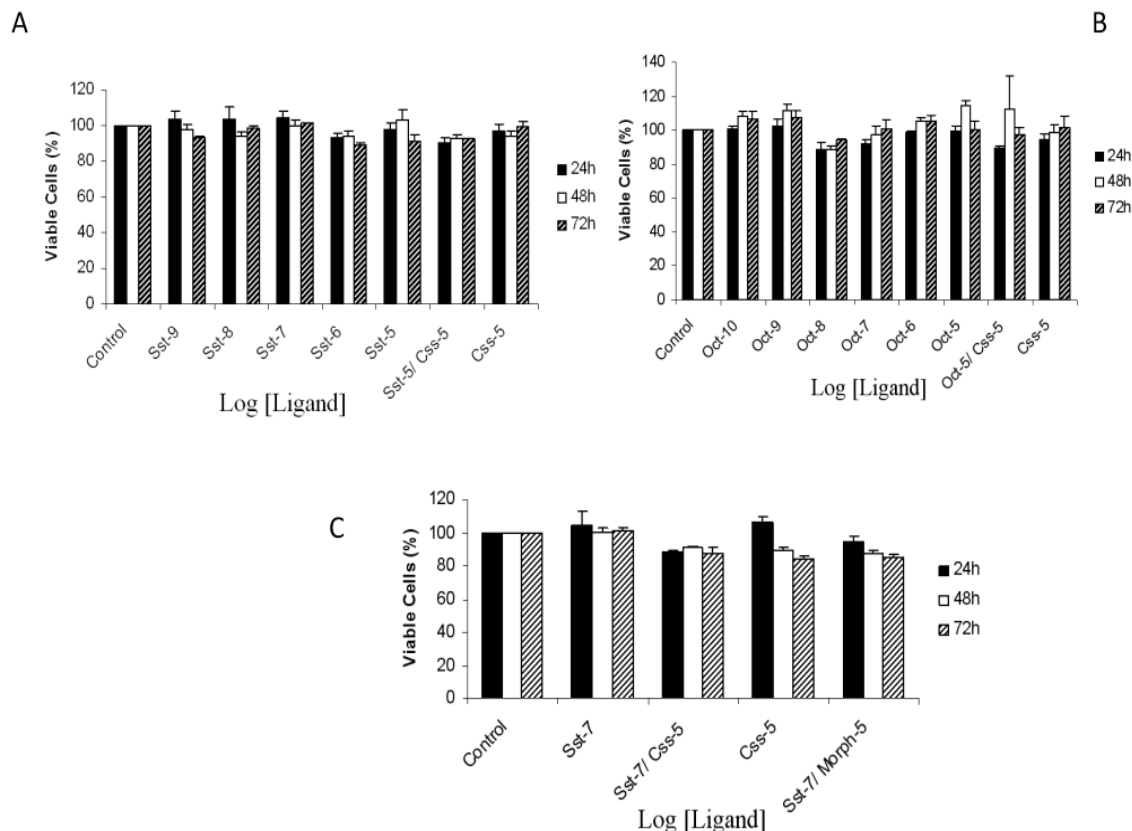 A
B
120
100
80
60
40
20
0
Viable Cells (%)
Control
Sst-9
Sst-8
Sst-7
Sst-6
Sst-5
Sst-5/ Css-5
Css-5
Log [Ligand]
24h
48h
72h
140
120
100
80
60
40
20
0
Viable Cells (%)
Control
Oct-10
Oct-9
Oct-8
Oct-7
Oct-6
Oct-5
Oct-5/ Css-5
Css-5
Log [Ligand]
24h
48h
72h
C
120
100
80
60
40
20
0
Viable Cells (%)
Control
Sst-7
Sst-7/ Css-5
Css-5
Sst-7/ Morph-5
Log [Ligand]
24h
48h
72h